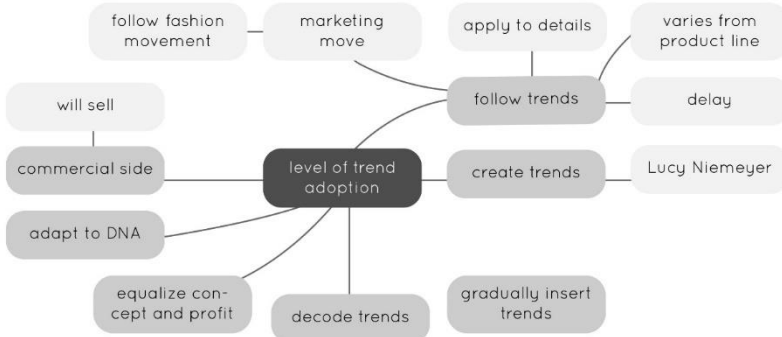 follow fashion
movement
marketing
move
apply to details
varies from
product line
will sell
follow trends
delay
commercial side
level of trend
adoption
create trends
Lucy Niemeyer
adapt to DNA
equalize con-
cept and profit
decode trends
gradually insert
trends